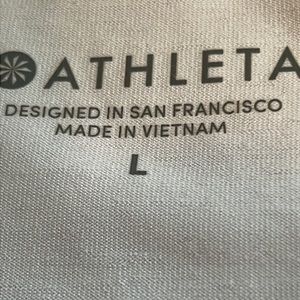 ATHLETA
DESIGNED IN SAN FRANCISCO
MADE IN VIETNAM
L